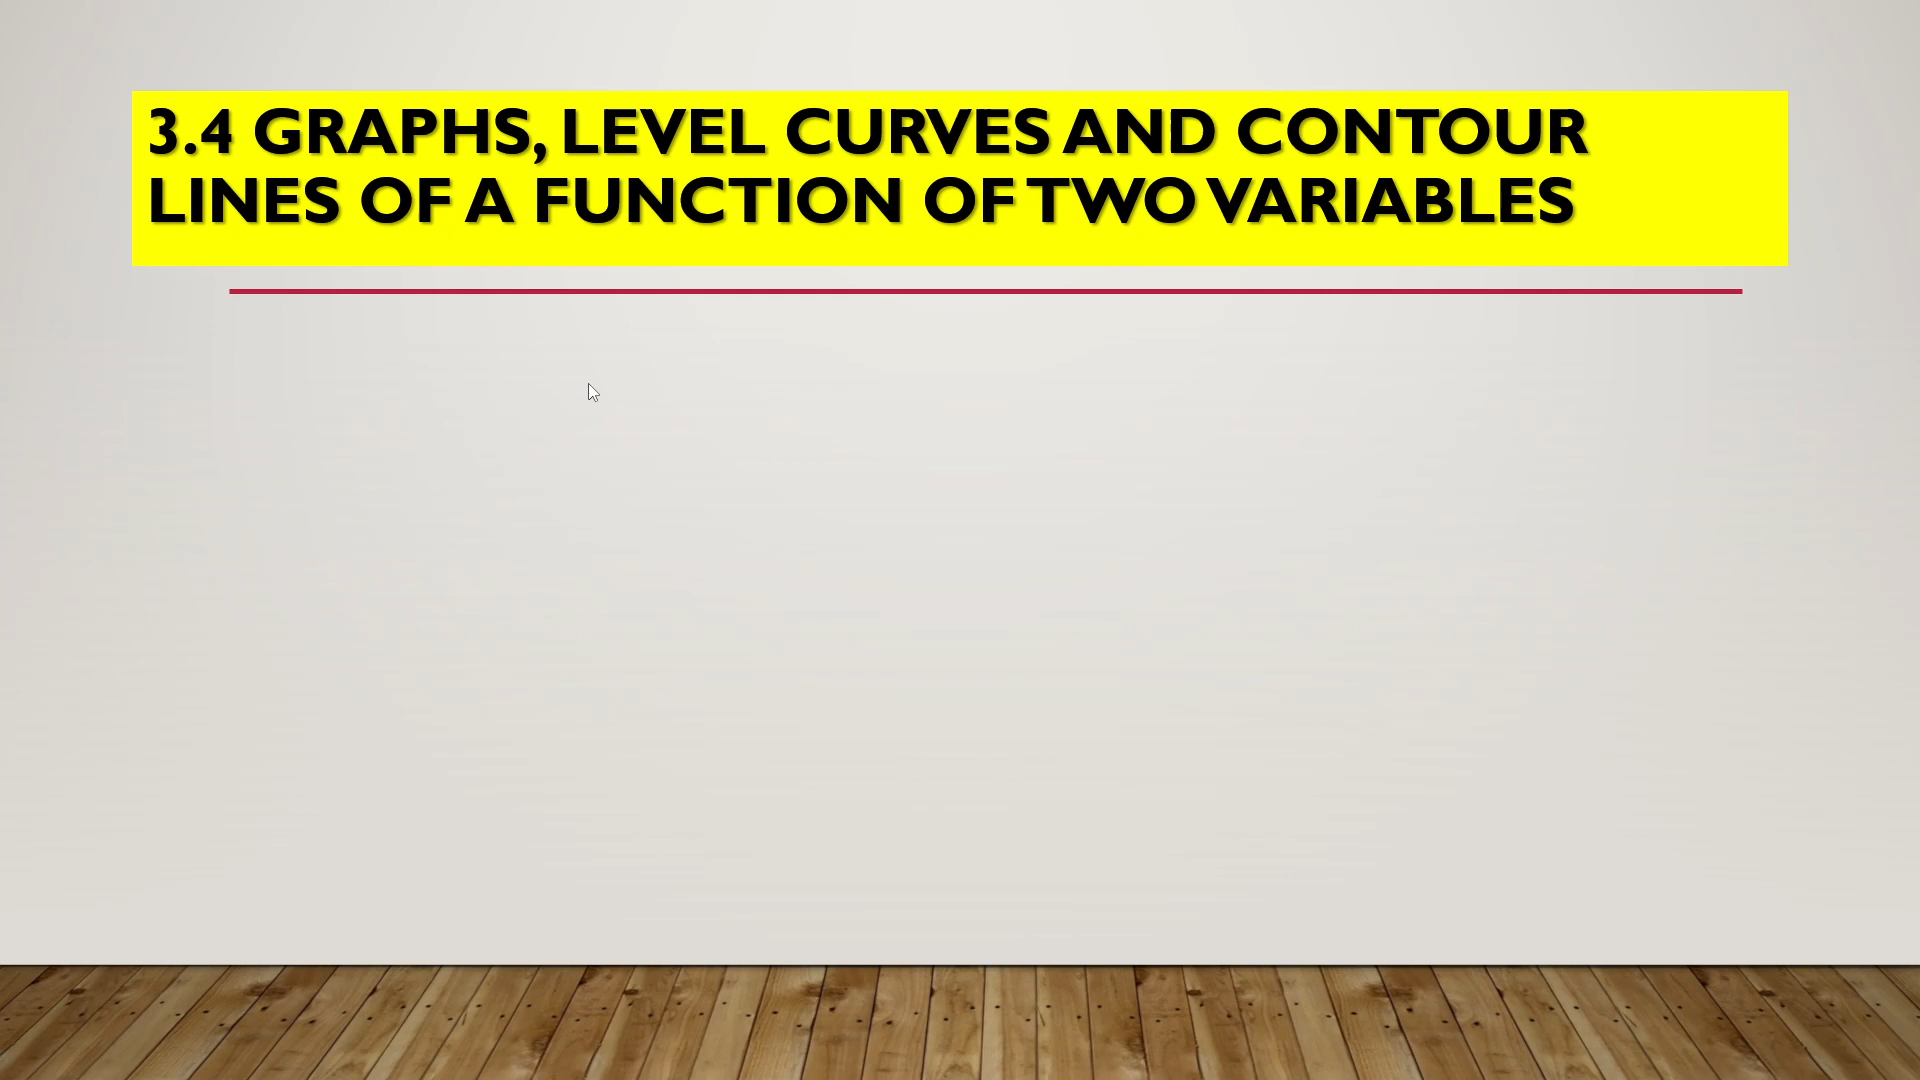 3.4 GRAPHS, LEVEL CURVES AND CONTOUR
LINES OF A FUNCTION OF TWO VARIABLES